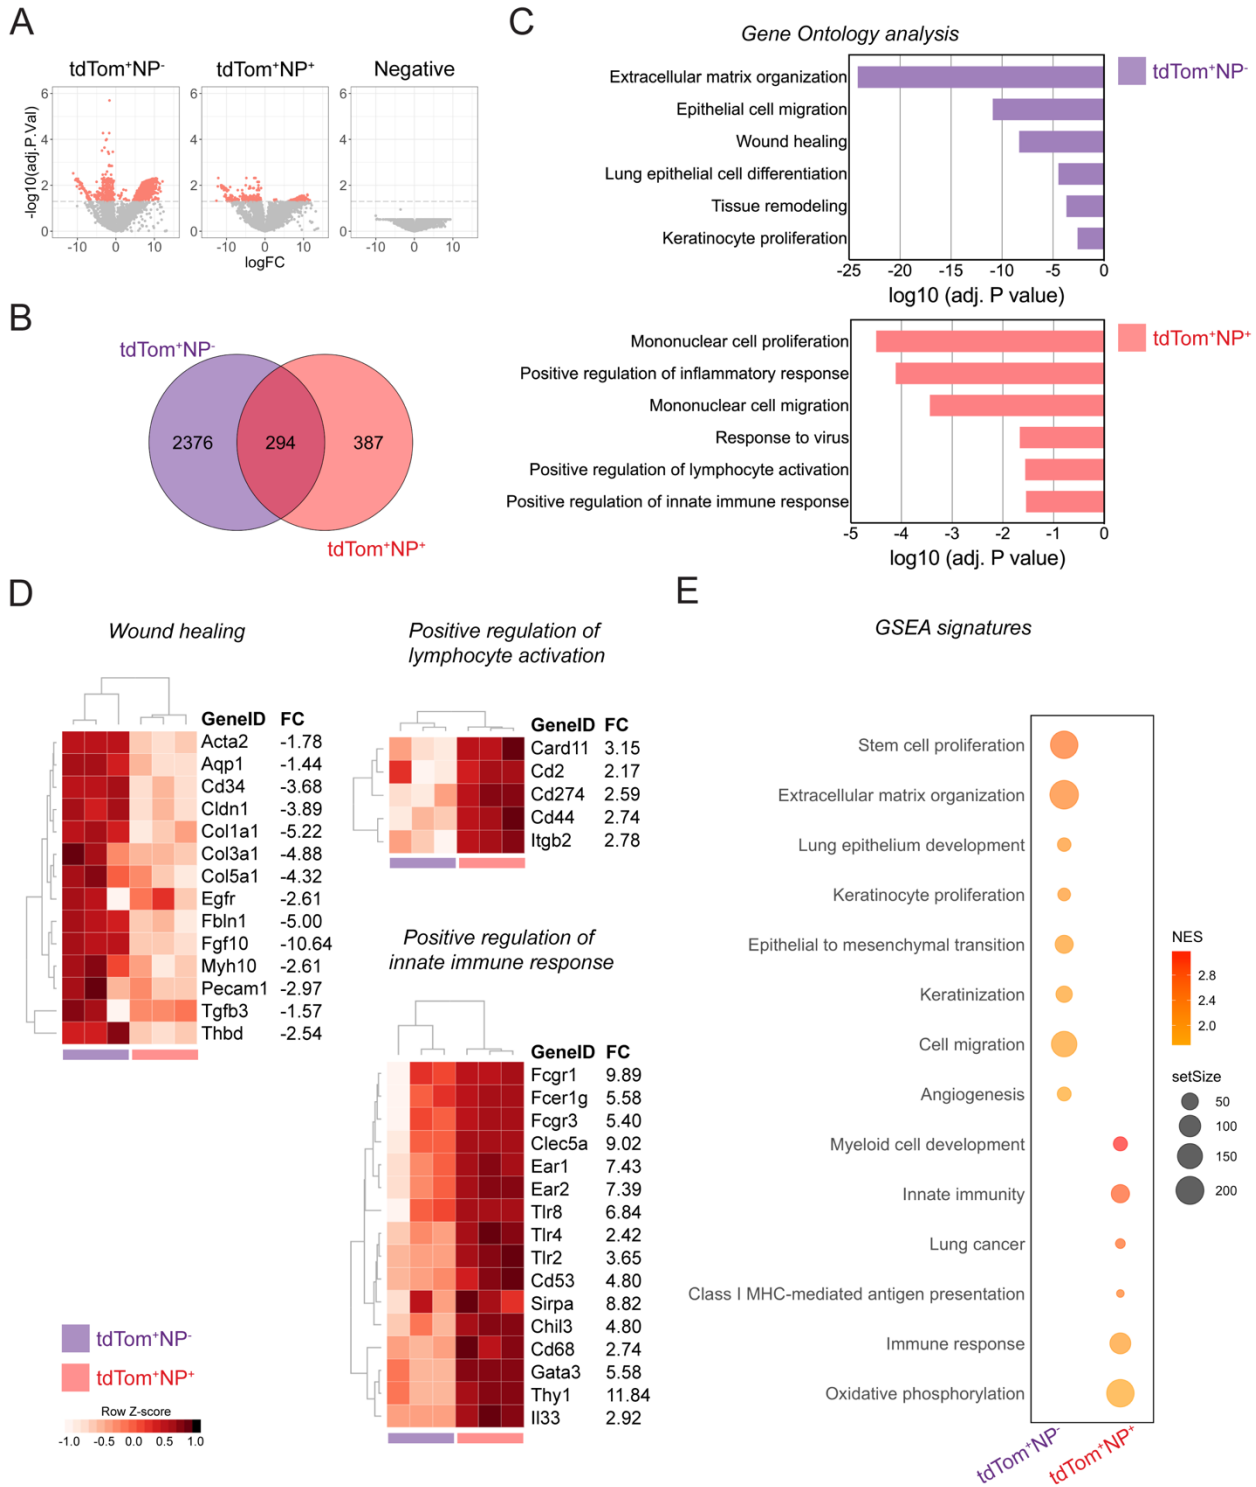 A
tdTom⁺NP⁻
tdTom⁺NP⁺
Negative
-log10(adj.P.Val)
6
4
2
0
-10 0 10
6
4
2
0
-10 0 10
6
4
2
0
-10 0 10
logFC
B
tdTom⁺NP⁻
2376
294
387
tdTom⁺NP⁺
C
Gene Ontology analysis
Extracellular matrix organization
Epithelial cell migration
Wound healing
Lung epithelial cell differentiation
Tissue remodeling
Keratinocyte proliferation
-25 -20 -15 -10 -5 0
log10 (adj. P value)
tdTom⁺NP⁻
Mononuclear cell proliferation
Positive regulation of inflammatory response
Mononuclear cell migration
Response to virus
Positive regulation of lymphocyte activation
Positive regulation of innate immune response
-5 -4 -3 -2 -1 0
log10 (adj. P value)
tdTom⁺NP⁺
D
Wound healing
GeneID FC
Acta2 -1.78
Aqp1 -1.44
Cd34 -3.68
Cldn1 -3.89
Col1a1 -5.22
Col3a1 -4.88
Col5a1 -4.32
Egfr -2.61
Fbln1 -5.00
Fgf10 -10.64
Myh10 -2.61
Pecam1 -2.97
Tgfb3 -1.57
Thbd -2.54
Positive regulation of
lymphocyte activation
GeneID FC
Card11 3.15
Cd2 2.17
Cd274 2.59
Cd44 2.74
Itgb2 2.78
Positive regulation of
innate immune response
GeneID FC
Fcgr1 9.89
Fcer1g 5.58
Fcgr3 5.40
Clec5a 9.02
Ear1 7.43
Ear2 7.39
Tlr8 6.84
Tlr4 2.42
Tlr2 3.65
Cd53 4.80
Sirpa 8.82
Chil3 4.80
Cd68 2.74
Gata3 5.58
Thy1 11.84
Il33 2.92
tdTom⁺NP⁻
tdTom⁺NP⁺
Row Z-score
-1.0 -0.5 0.0 0.5 1.0
E
GSEA signatures
Stem cell proliferation
Extracellular matrix organization
Lung epithelium development
Keratinocyte proliferation
Epithelial to mesenchymal transition
Keratinization
Cell migration
Angiogenesis
Myeloid cell development
Innate immunity
Lung cancer
Class I MHC-mediated antigen presentation
Immune response
Oxidative phosphorylation
tdTom⁺NP⁻
tdTom⁺NP⁺
NES
2.8
2.4
2.0
setSize
50
100
150
200